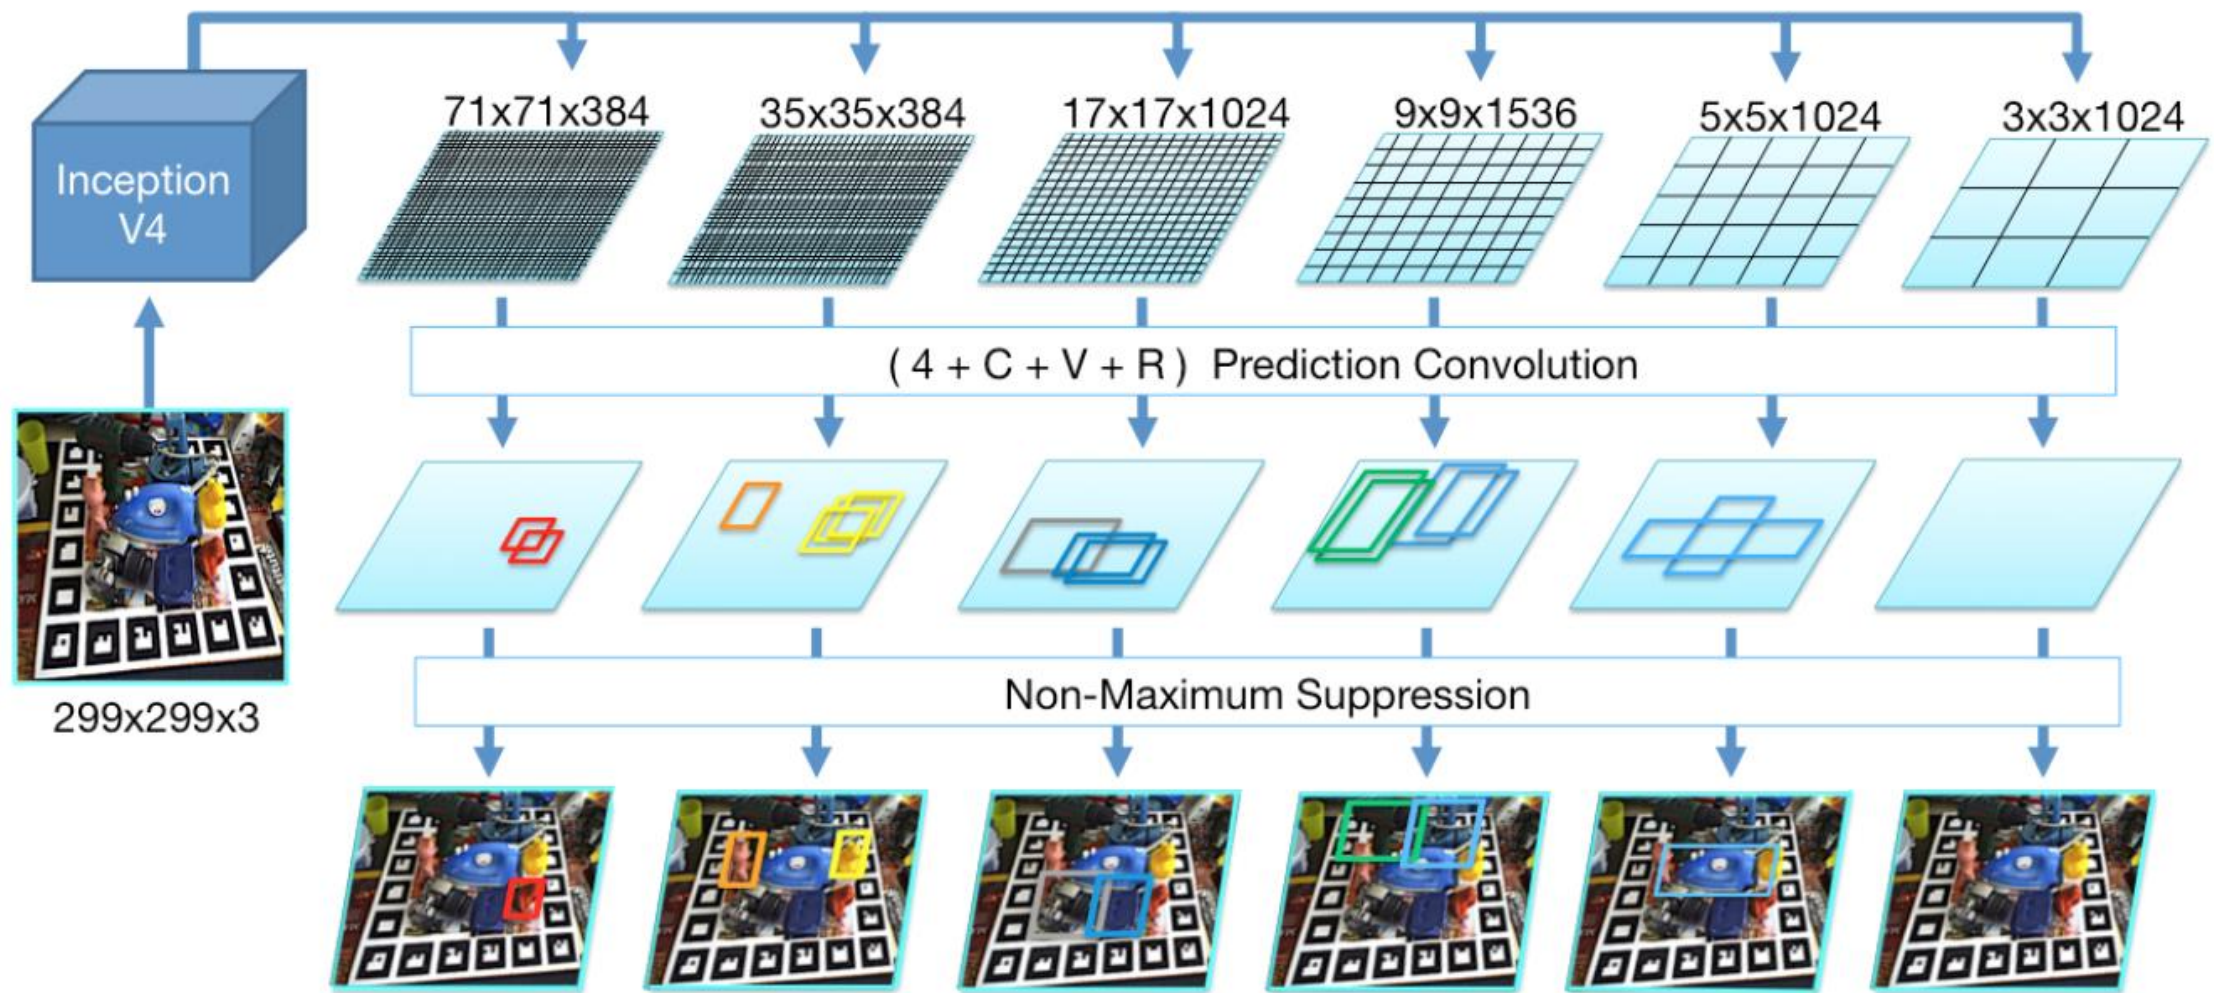 71x71x384
35x35x384
17x17x1024
9x9x1536
5x5x1024
3x3x1024
Inception
V4
( 4 + C + V + R ) Prediction Convolution
299x299x3
Non-Maximum Suppression